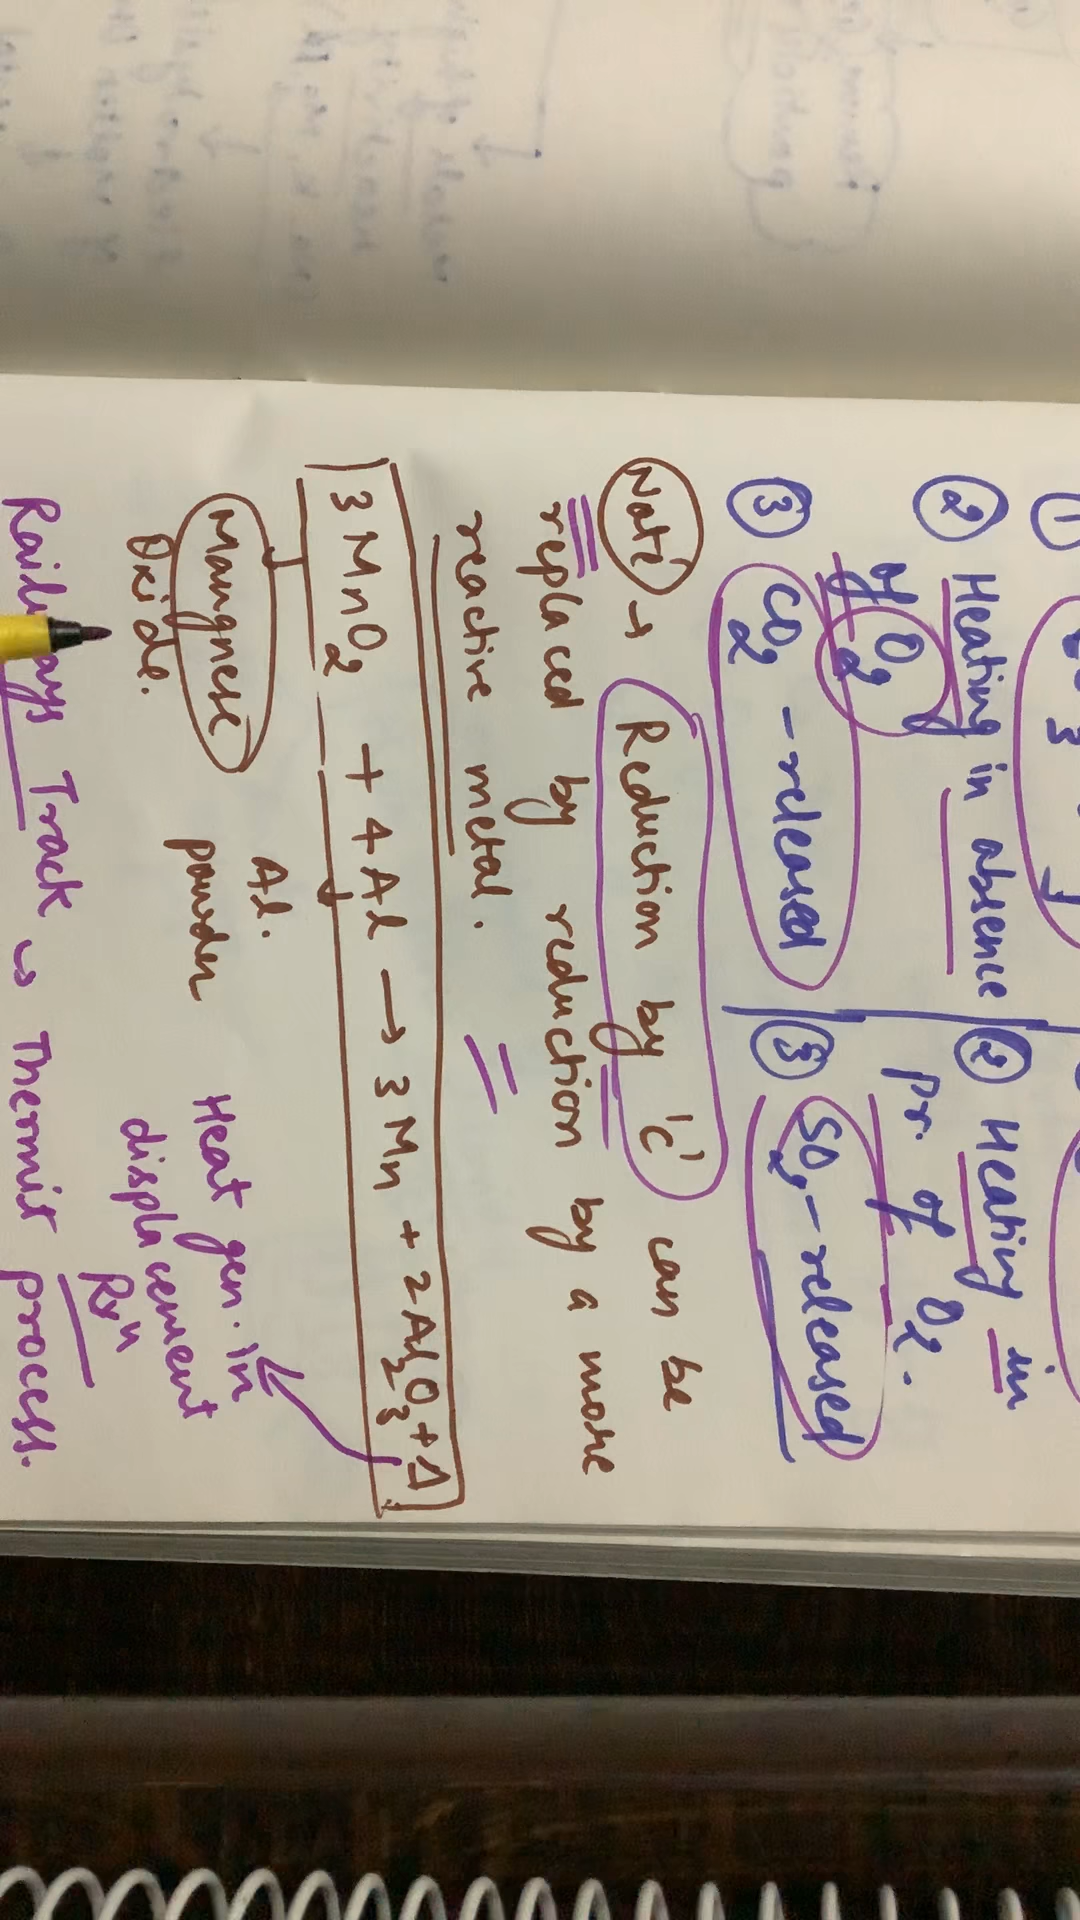 ② Heating in absence
of O2
③ CO2 - released
② Heating in
pr. of O2.
③ SO2 - released
Note → Reduction by 'C' can be
replaced by reduction by a more
reactive metal.
3 MnO2 + 4 Al → 3 Mn + 2 Al2O3 + Δ
Mangnese
Oxide.
Al.
powder
Heat gen. in
displacement
Rxn
Railways Track → Thermit process.